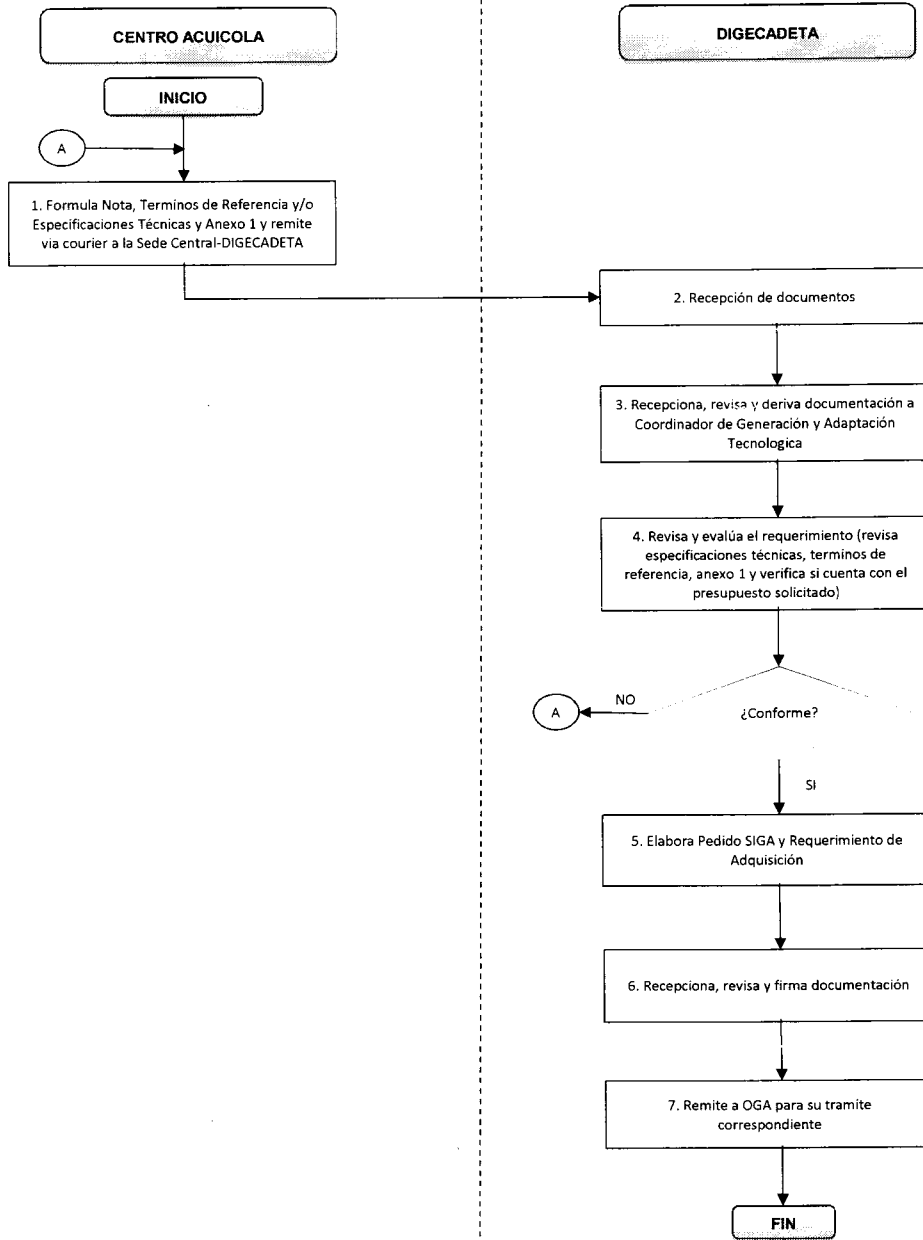 CENTRO ACUICOLA
DIGECADETA
INICIO
A
1. Formula Nota, Termínos de Referencia y/o
Especificaciones Técnicas y Anexo 1 y remite
via courier a la Sede Central-DIGECADETA
2. Recepción de documentos
3. Recepciona, revisa y deriva documentación a
Coordinador de Generación y Adaptación
Tecnologica
4. Revisa y evalúa el requerimiento (revisa
especificaciones técnicas, terminos de
referencia, anexo 1 y verifica si cuenta con el
presupuesto solicitado)
A
NO
¿Conforme?
SI
5. Elabora Pedido SIGA y Requerimiento de
Adquisición
6. Recepciona, revisa y firma documentación
7. Remite a OGA para su tramite
correspondiente
FIN